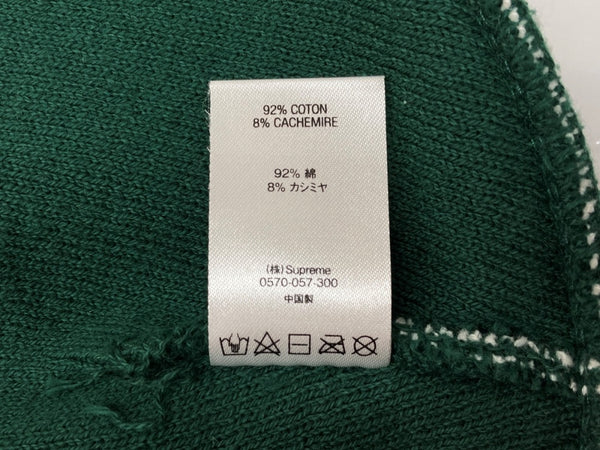 92% COTON
8% CACHEMIRE
92% 綿
8% カシミヤ
(株)Supreme
0570-057-300
中国製